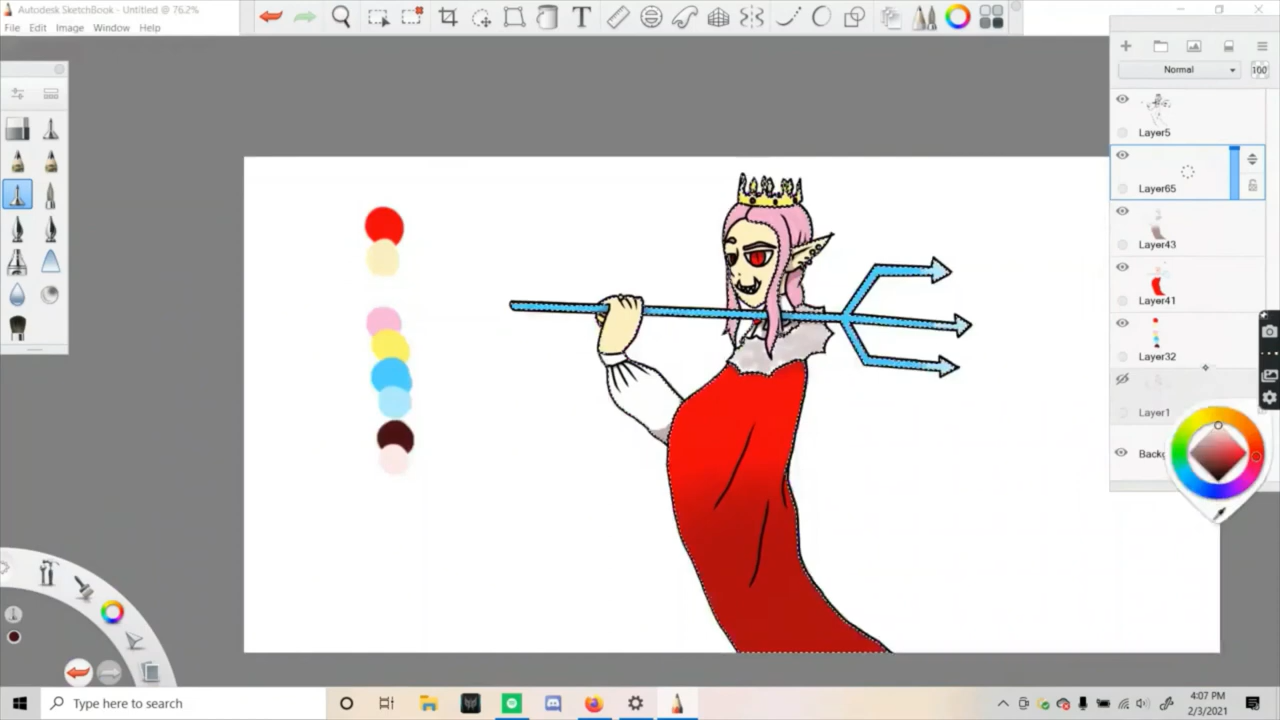 Autodesk SketchBook - Untitled @ 76.2%
File Edit Image Window Help
T
Normal 100
Layer5
Layer65
Layer43
Layer41
Layer32
Layer1
Backg
Type here to search
4:07 PM
2/3/2021